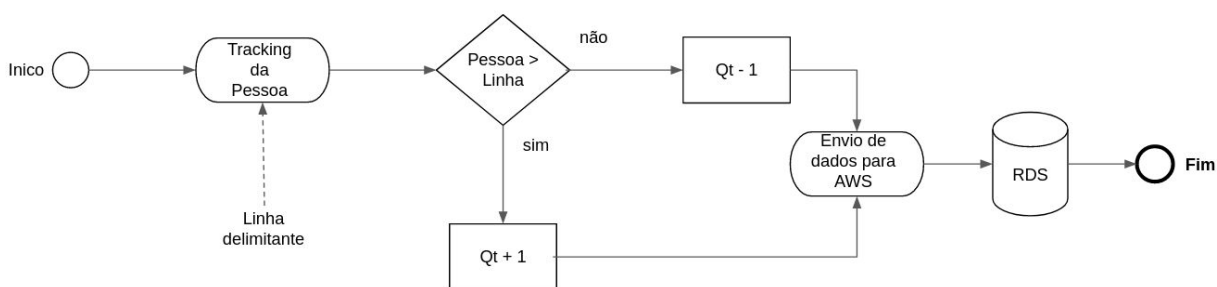 Inico
Tracking
da
Pessoa
Linha
delimitante
Pessoa >
Linha
não
sim
Qt - 1
Qt + 1
Envio de
dados para
AWS
RDS
Fim